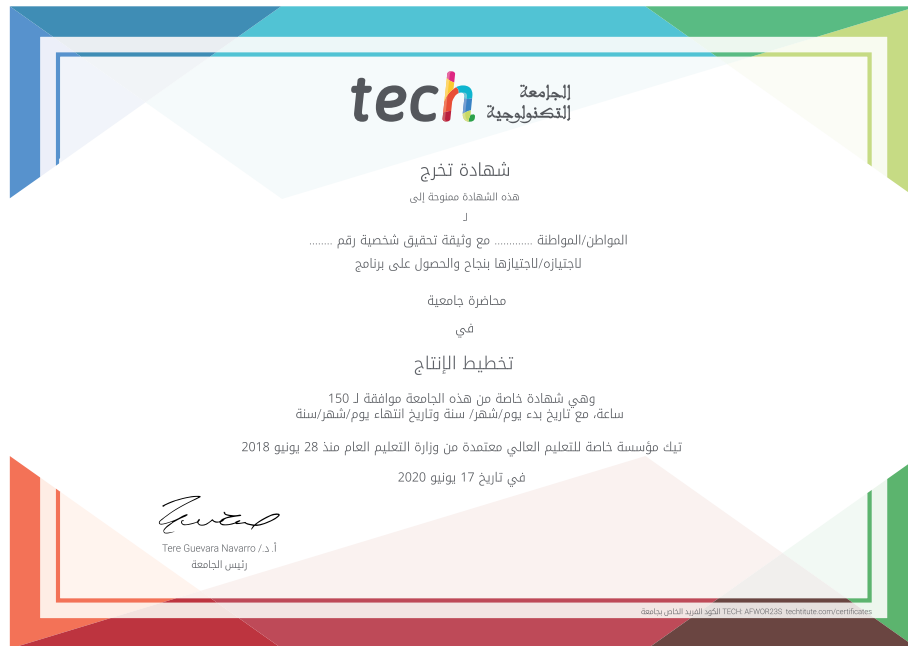 tech الجامعة
التكنولوجية
شهادة تخرج
هذه الشهادة ممنوحة إلى
لـ
المواطن/المواطنة ............. مع وثيقة تحقيق شخصية رقم ........
لاجتيازه/لاجتيازها بنجاح والحصول على برنامج
محاضرة جامعية
في
تخطيط الإنتاج
وهي شهادة خاصة من هذه الجامعة موافقة لـ 150
ساعة، مع تاريخ بدء يوم/شهر/ سنة وتاريخ انتهاء يوم/شهر/سنة
تيك مؤسسة خاصة للتعليم العالي معتمدة من وزارة التعليم العام منذ 28 يونيو 2018
في تاريخ 17 يونيو 2020
أ. د./ Tere Guevara Navarro
رئيس الجامعة
الكود الفريد الخاص بجامعة TECH: AFWOR23S techtitute.com/certificates